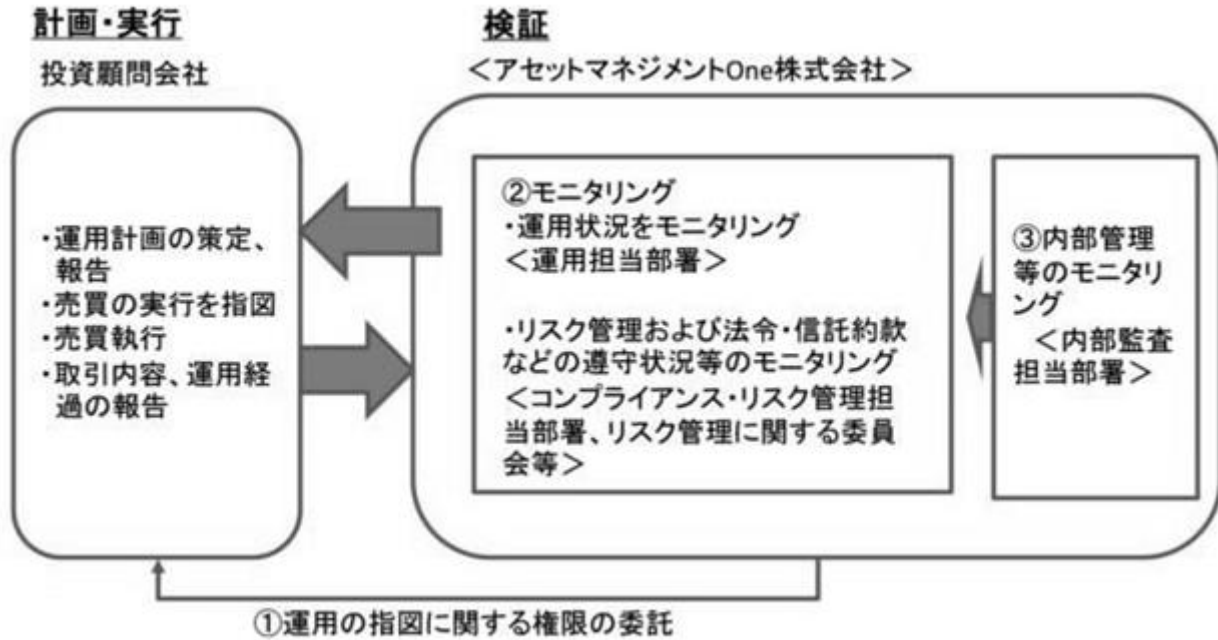 計画・実行
投資顧問会社
・運用計画の策定、
報告
・売買の実行を指図
・売買執行
・取引内容、運用経
過の報告
検証
＜アセットマネジメントOne株式会社＞
②モニタリング
・運用状況をモニタリング
＜運用担当部署＞
・リスク管理および法令・信託約款
などの遵守状況等のモニタリング
＜コンプライアンス・リスク管理担
当部署、リスク管理に関する委員
会等＞
③内部管理
等のモニタリ
ング
＜内部監査
担当部署＞
①運用の指図に関する権限の委託